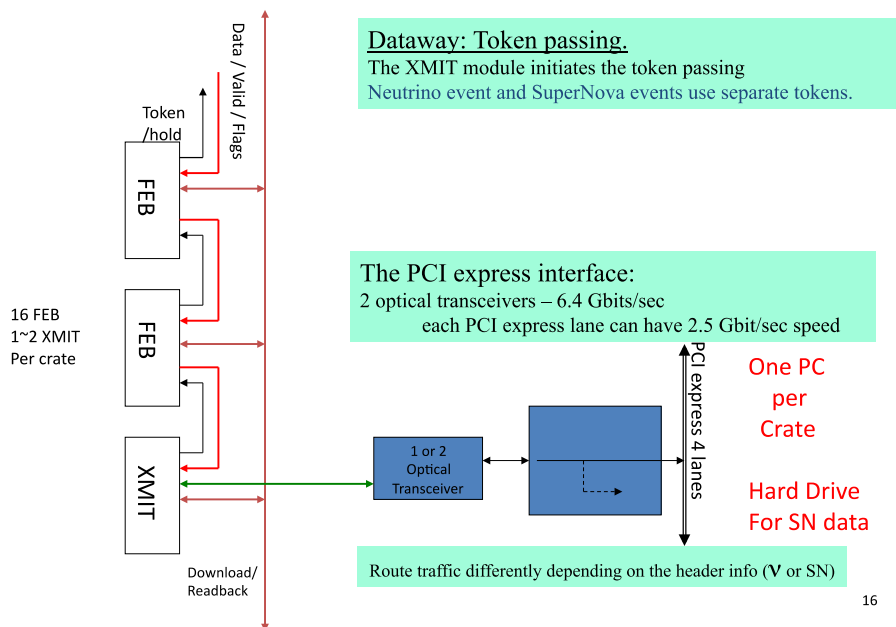 Dataway: Token passing.
The XMIT module initiates the token passing
Neutrino event and SuperNova events use separate tokens.
Data / Valid / Flags
Token
/hold
FEB
FEB
XMIT
16 FEB
1~2 XMIT
Per crate
Download/
Readback
The PCI express interface:
2 optical transceivers – 6.4 Gbits/sec
each PCI express lane can have 2.5 Gbit/sec speed
1 or 2
Optical
Transceiver
PCI express 4 lanes
One PC
per
Crate
Hard Drive
For SN data
Route traffic differently depending on the header info (ν or SN)
16